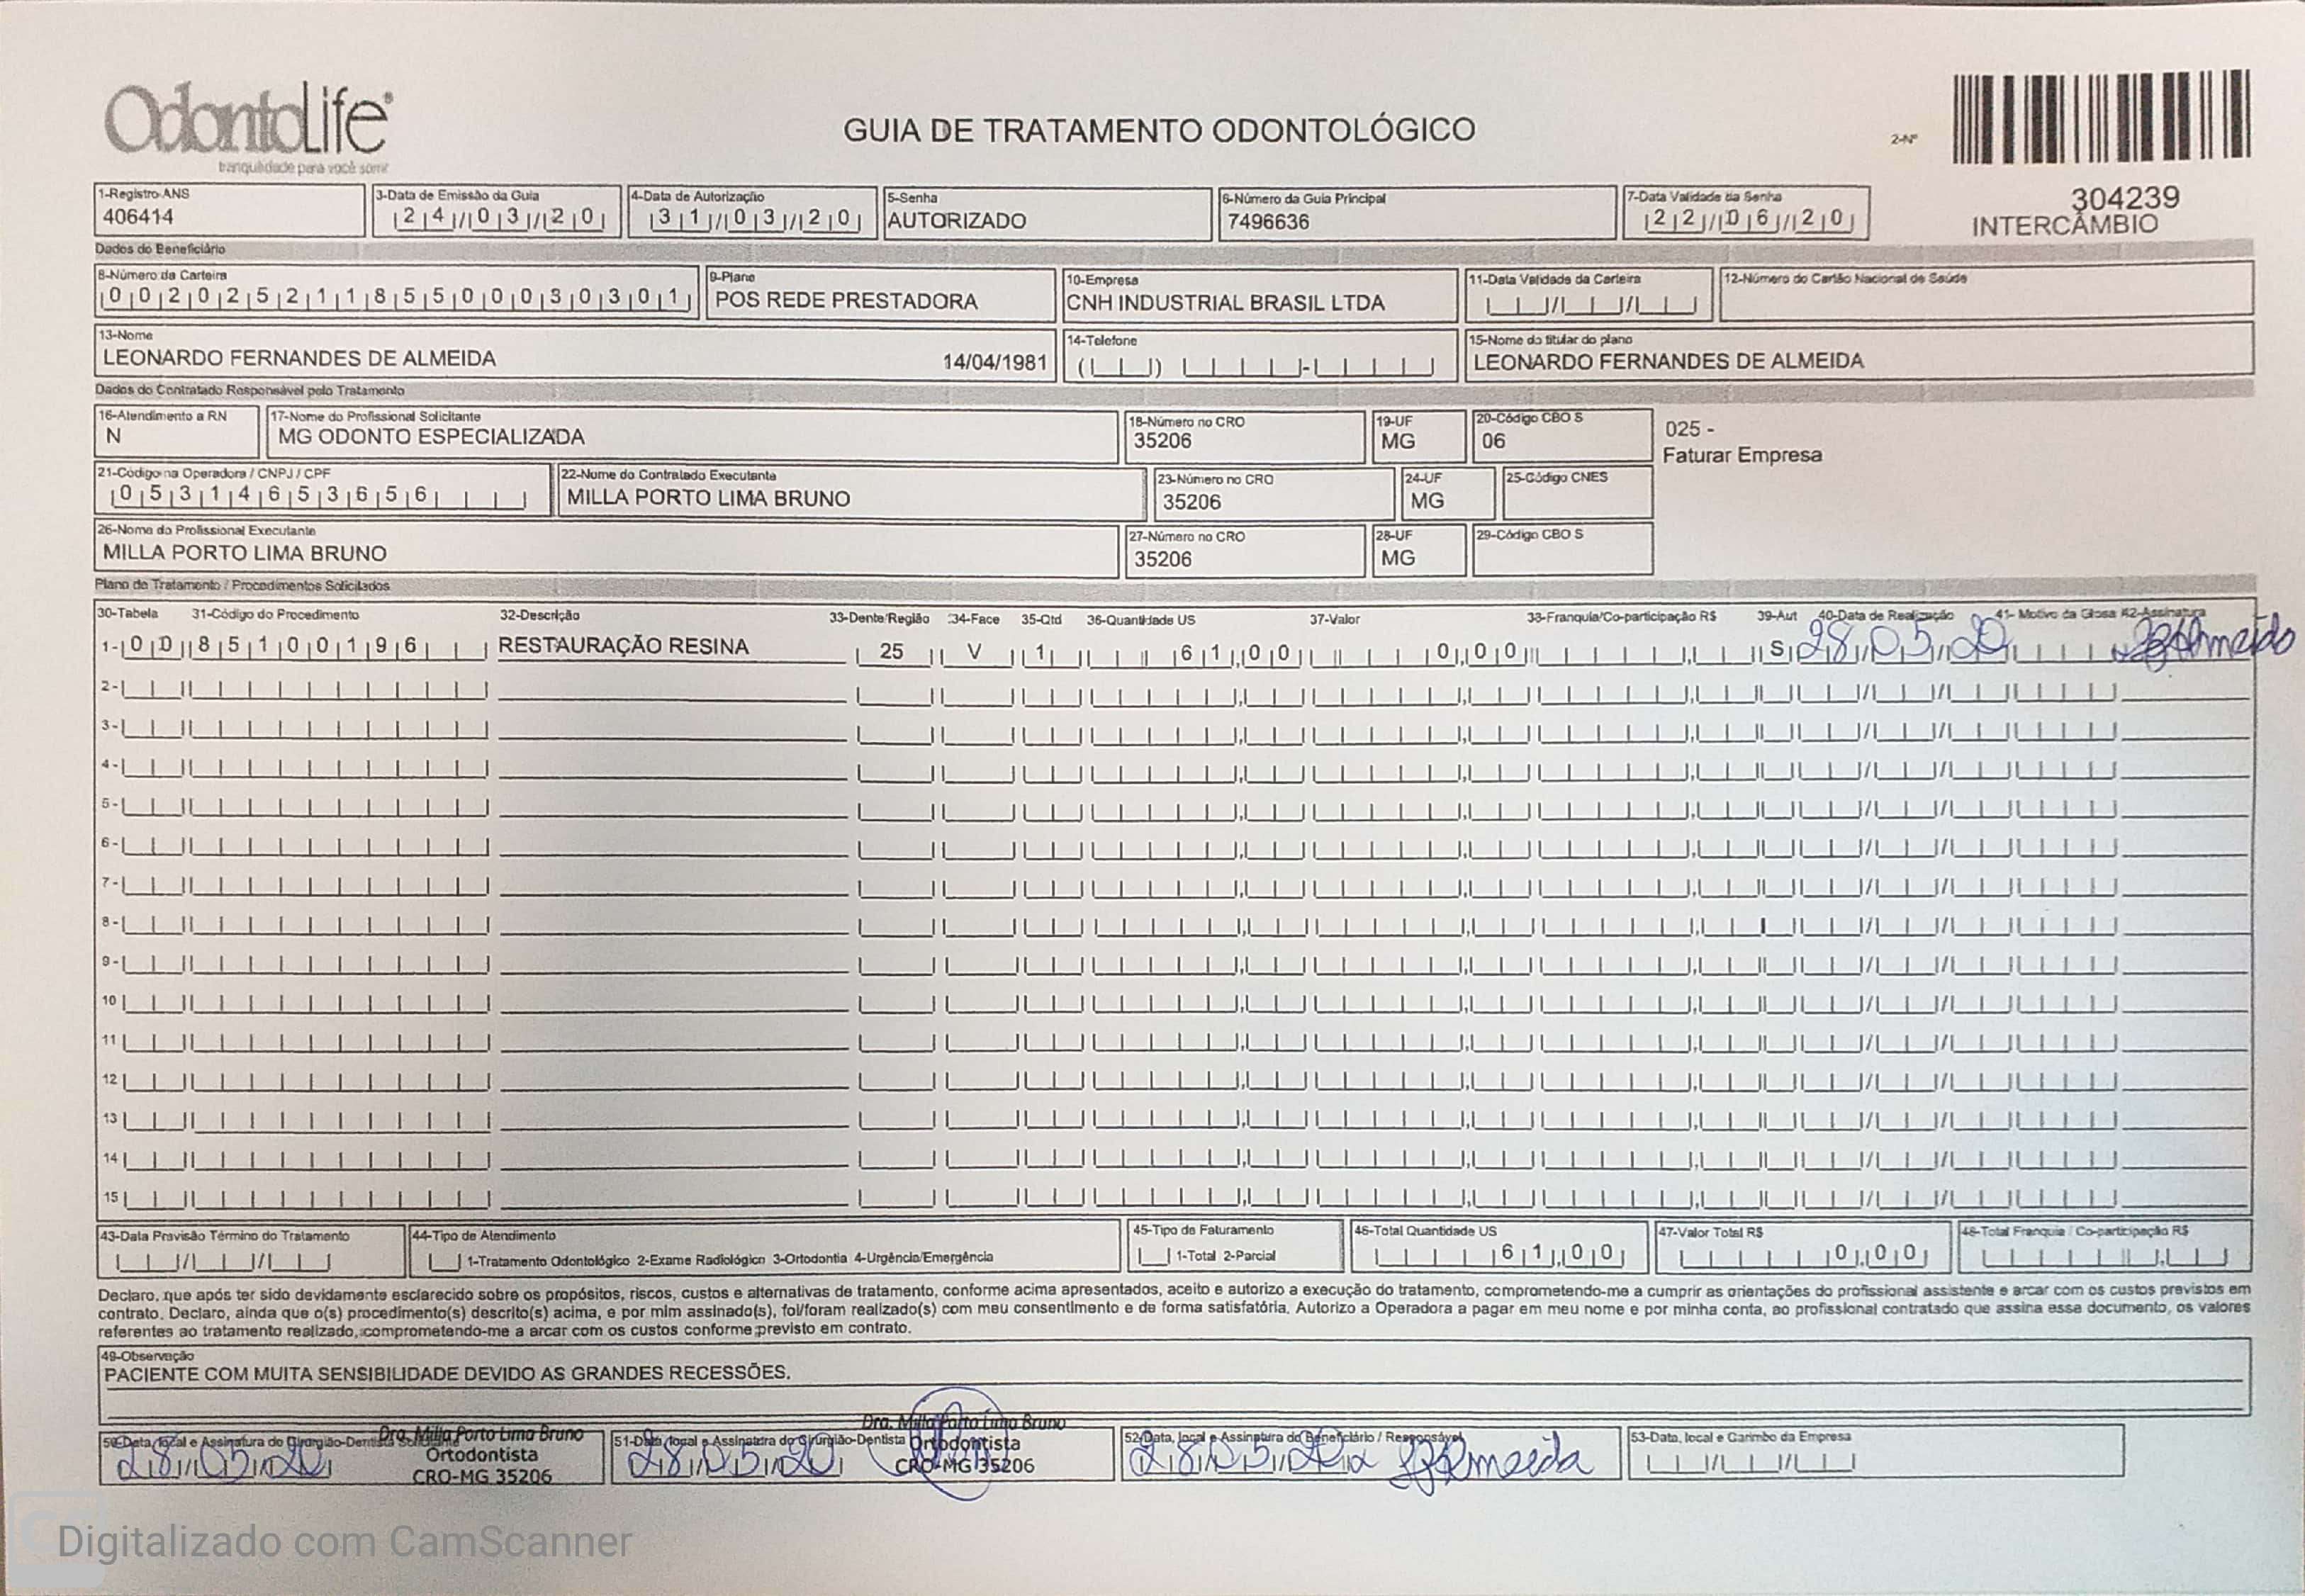 OdontoLife®
tranquilidade para você sorrir
GUIA DE TRATAMENTO ODONTOLÓGICO
2-Nº
304239
INTERCÂMBIO
1-Registro ANS
406414
3-Data de Emissão da Guia
24/03/20
4-Data de Autorização
31/03/20
5-Senha
AUTORIZADO
6-Número da Guia Principal
7496636
7-Data Validade da Senha
22/06/20
Dados do Beneficiário
8-Número da Carteira
00202521185500030301
9-Plano
POS REDE PRESTADORA
10-Empresa
CNH INDUSTRIAL BRASIL LTDA
11-Data Validade da Carteira
12-Número do Cartão Nacional de Saúde
13-Nome
LEONARDO FERNANDES DE ALMEIDA 14/04/1981
14-Telefone
15-Nome do titular do plano
LEONARDO FERNANDES DE ALMEIDA
Dados do Contratado Responsável pelo Tratamento
16-Atendimento a RN
N
17-Nome do Profissional Solicitante
MG ODONTO ESPECIALIZADA
18-Número no CRO
35206
19-UF
MG
20-Código CBO S
06
025 -
Faturar Empresa
21-Código na Operadora / CNPJ / CPF
05314653656
22-Nome do Contratado Executante
MILLA PORTO LIMA BRUNO
23-Número no CRO
35206
24-UF
MG
25-Código CNES
26-Nome do Profissional Executante
MILLA PORTO LIMA BRUNO
27-Número no CRO
35206
28-UF
MG
29-Código CBO S
Plano de Tratamento / Procedimentos Solicitados
30-Tabela 31-Código do Procedimento 32-Descrição 33-Dente/Região 34-Face 35-Qtd 36-Quantidade US 37-Valor 38-Franquia/Co-participação R$ 39-Aut 40-Data de Realização 41- Motivo da Glosa 42-Assinatura
1- 00 85100196 RESTAURAÇÃO RESINA 25 V 1 61,00 0,00 S 28/05/20 Almeida
2-
3-
4-
5-
6-
7-
8-
9-
10
11
12
13
14
15
43-Data Previsão Término do Tratamento
44-Tipo de Atendimento
1-Tratamento Odontológico 2-Exame Radiológico 3-Ortodontia 4-Urgência/Emergência
45-Tipo de Faturamento
1-Total 2-Parcial
46-Total Quantidade US
61,00
47-Valor Total R$
0,00
48-Total Franquia / Co-participação R$
Declaro, que após ter sido devidamente esclarecido sobre os propósitos, riscos, custos e alternativas de tratamento, conforme acima apresentados, aceito e autorizo a execução do tratamento, comprometendo-me a cumprir as orientações do profissional assistente e arcar com os custos previstos em
contrato. Declaro, ainda que o(s) procedimento(s) descrito(s) acima, e por mim assinado(s), foi/foram realizado(s) com meu consentimento e de forma satisfatória. Autorizo a Operadora a pagar em meu nome e por minha conta, ao profissional contratado que assina esse documento, os valores
referentes ao tratamento realizado, comprometendo-me a arcar com os custos conforme previsto em contrato.
49-Observação
PACIENTE COM MUITA SENSIBILIDADE DEVIDO AS GRANDES RECESSÕES.
50-Data, local e Assinatura do Cirurgião-Dentista Solicitante
28/05/20
Dra. Milla Porto Lima Bruno
Ortodontista
CRO-MG 35206
51-Data, local e Assinatura do Cirurgião-Dentista
28/05/20
Dra. Milla Porto Lima Bruno
Ortodontista
CRO-MG 35206
52-Data, local e Assinatura do Beneficiário / Responsável
28/05/20 Almeida
53-Data, local e Carimbo da Empresa
Digitalizado com CamScanner